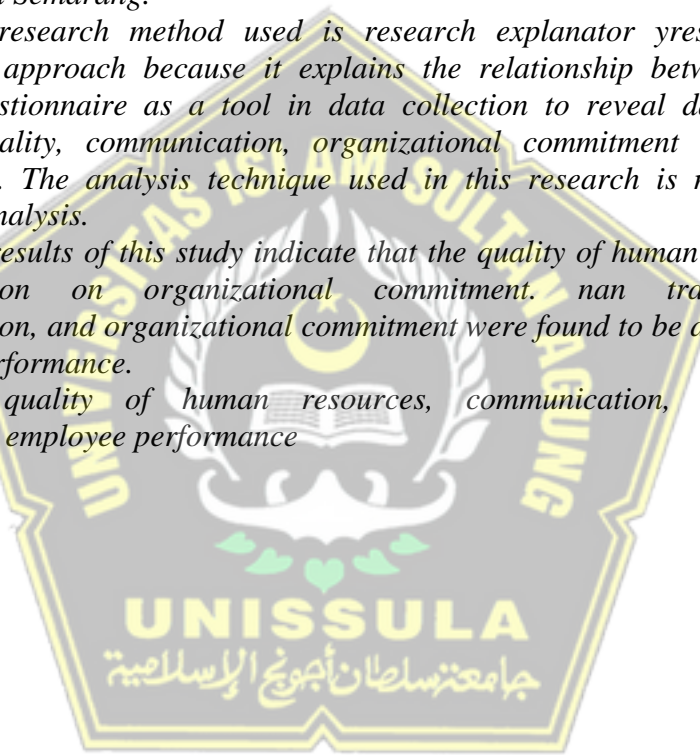 Semarang.
research method used is research explanator yres
approach because it explains the relationship betw
stionnaire as a tool in data collection to reveal d
ality, communication, organizational commitment
. The analysis technique used in this research is
nalysis.
esults of this study indicate that the quality of human
on on organizational commitment. nan tra
on, and organizational commitment were found to be a
rformance.
quality of human resources, communication,
employee performance
UNIVERSITAS ISLAM SULTAN AGUNG
UNISSULA
جامعة سلطان أجونج الإسلامية